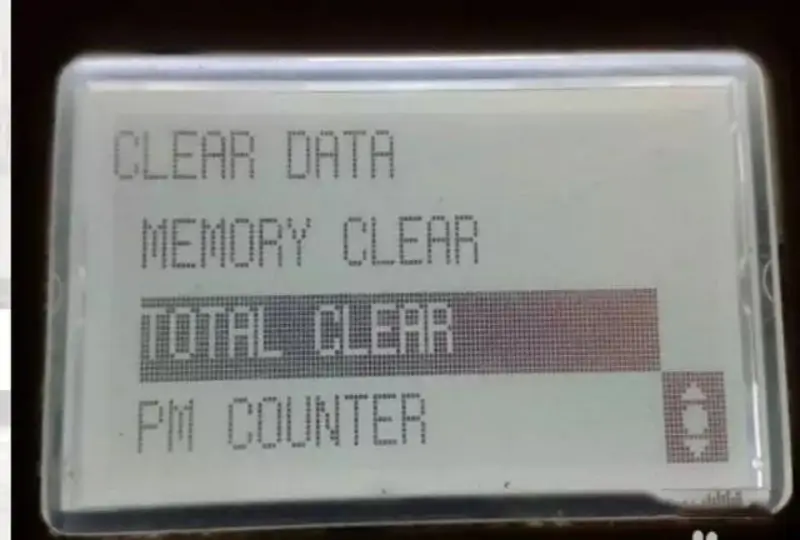 CLEAR DATA
MEMORY CLEAR
TOTAL CLEAR
PM COUNTER